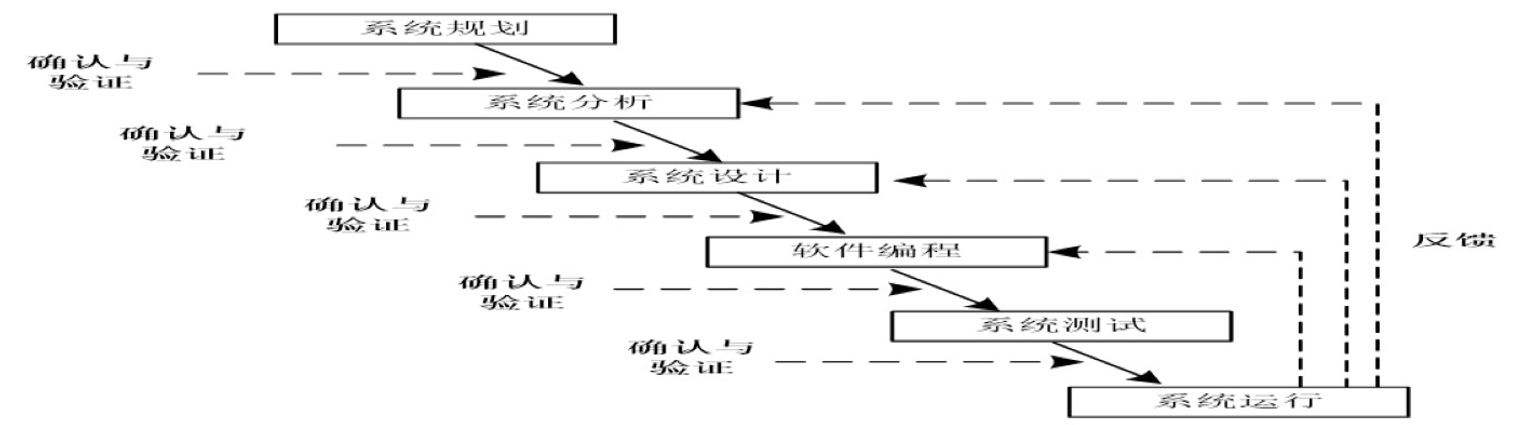 系统规划
确认与
验证
系统分析
确认与
验证
系统设计
确认与
验证
软件编程
反馈
确认与
验证
系统测试
确认与
验证
系统运行